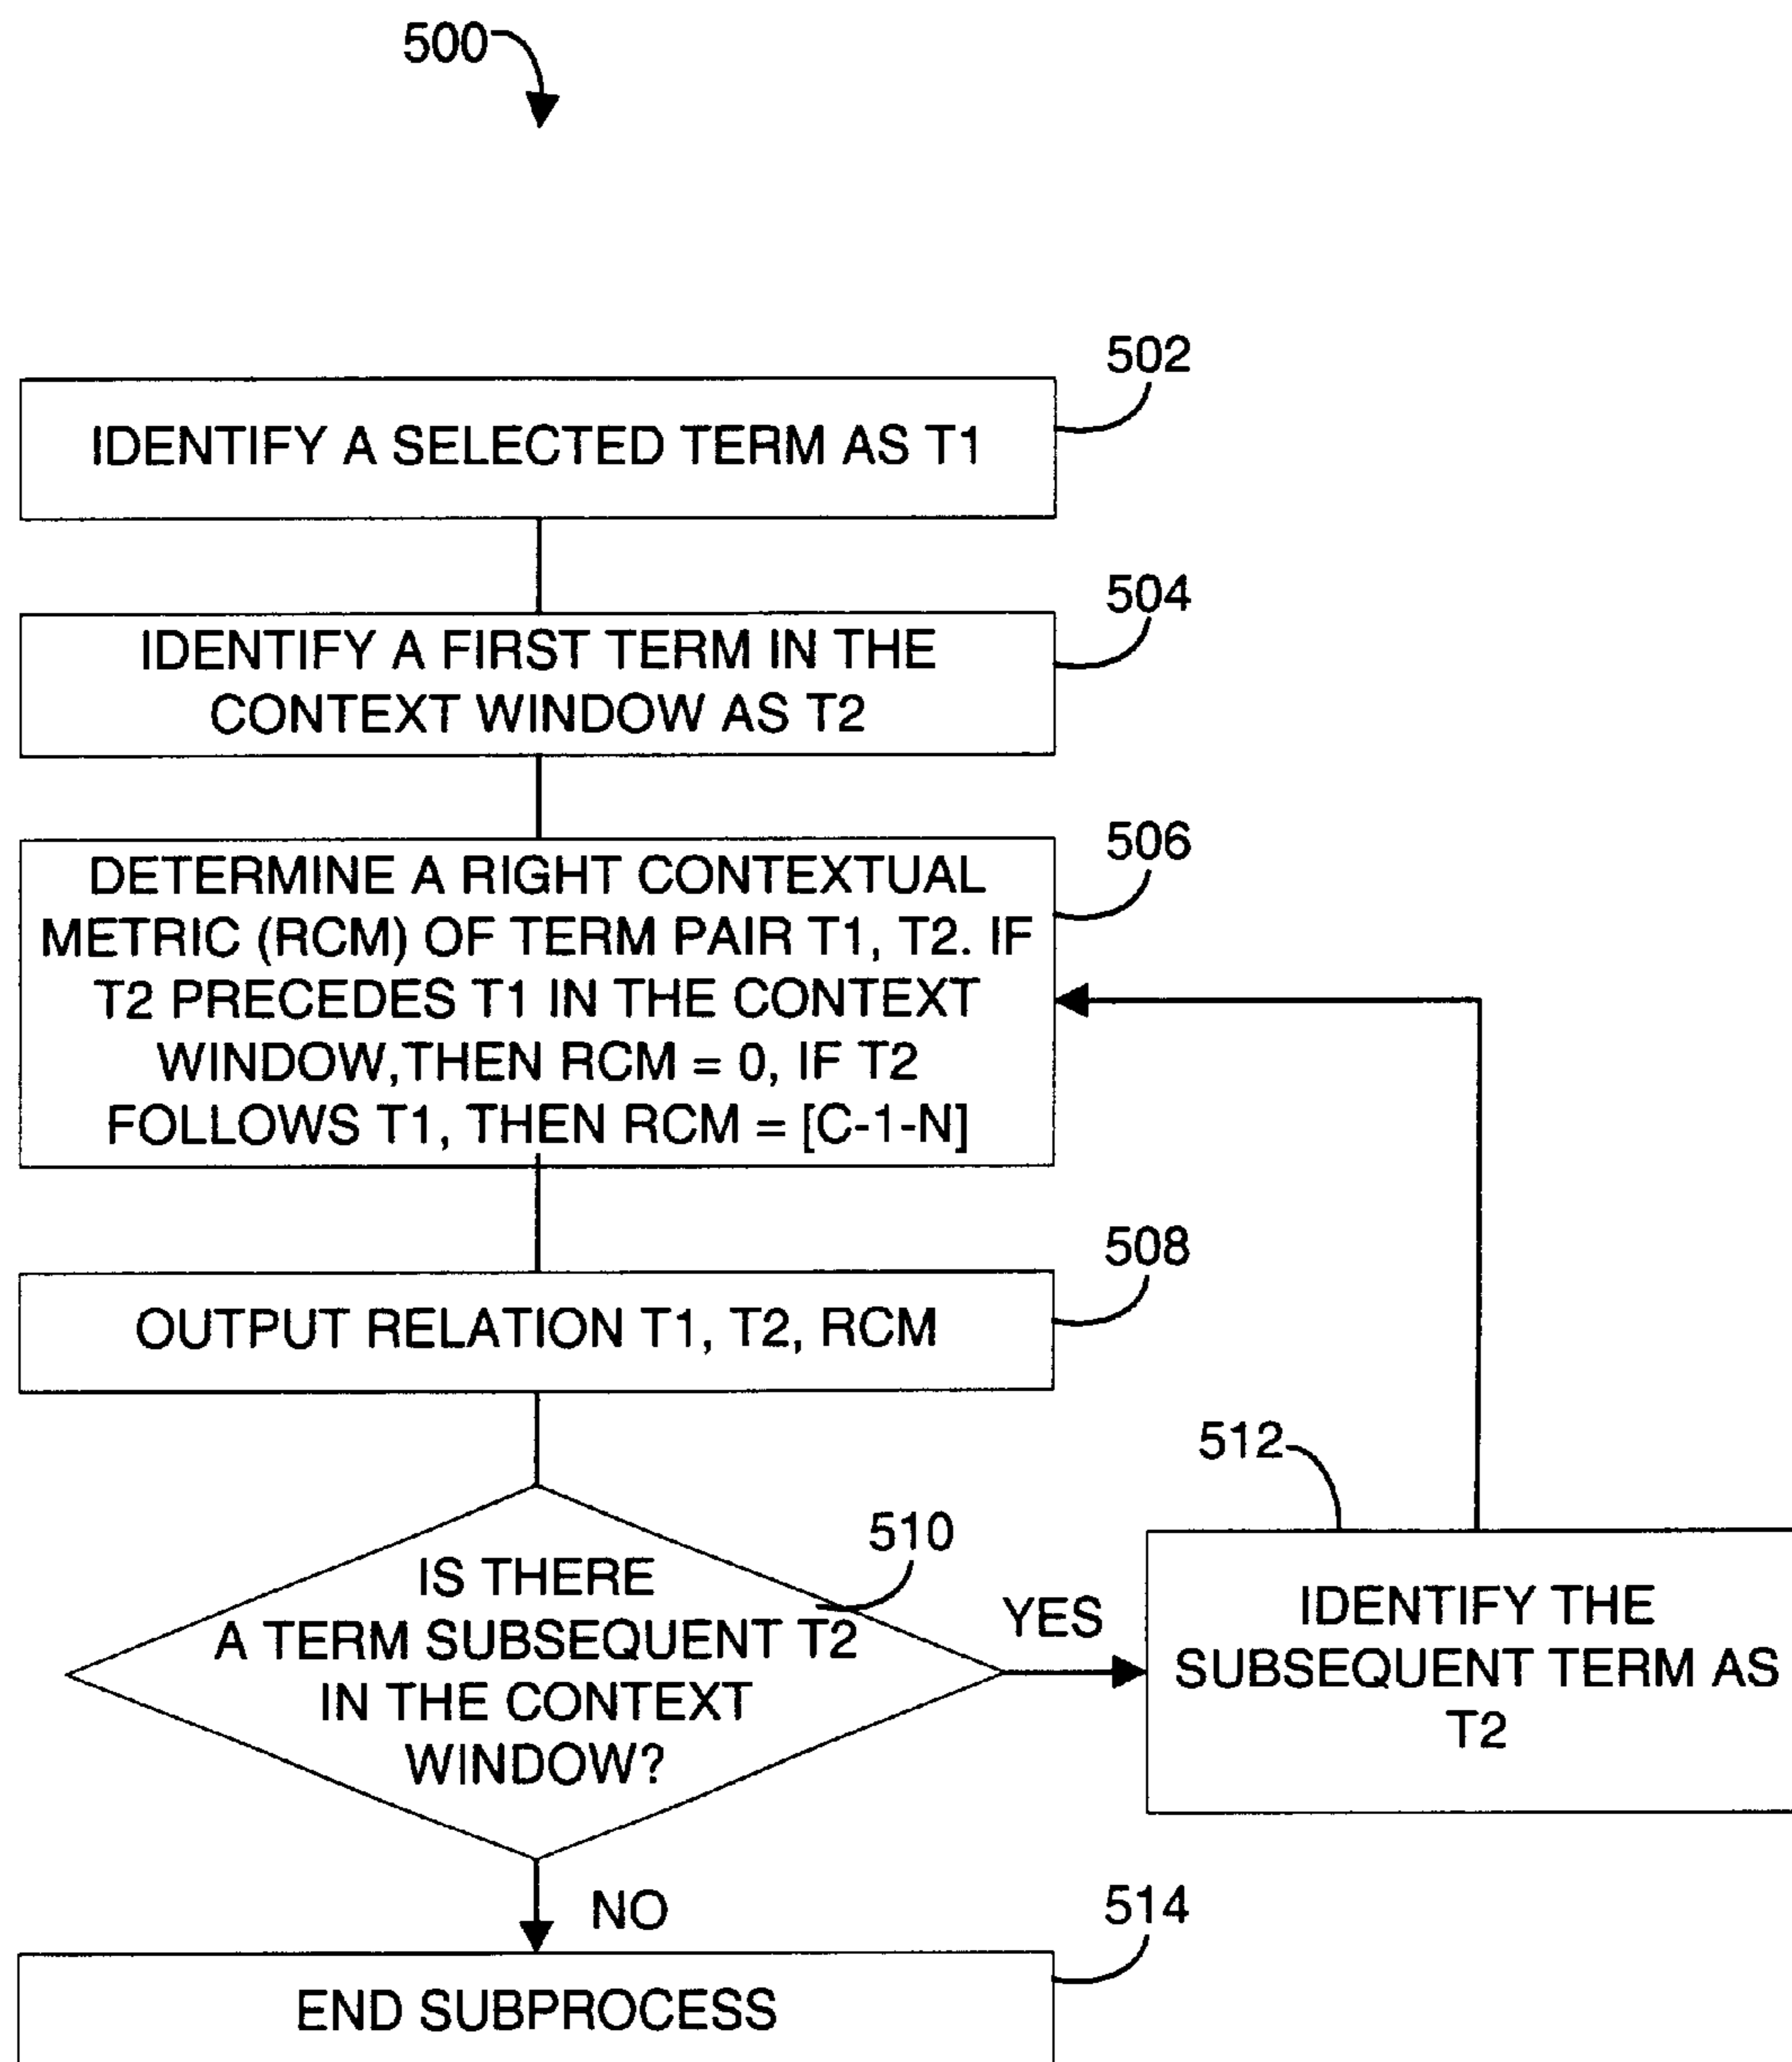 500
502
IDENTIFY A SELECTED TERM AS T1
504
IDENTIFY A FIRST TERM IN THE
CONTEXT WINDOW AS T2
506
DETERMINE A RIGHT CONTEXTUAL
METRIC (RCM) OF TERM PAIR T1, T2. IF
T2 PRECEDES T1 IN THE CONTEXT
WINDOW,THEN RCM = 0, IF T2
FOLLOWS T1, THEN RCM = [C-1-N]
508
OUTPUT RELATION T1, T2, RCM
510
IS THERE
A TERM SUBSEQUENT T2
IN THE CONTEXT
WINDOW?
YES
512
IDENTIFY THE
SUBSEQUENT TERM AS
T2
NO
514
END SUBPROCESS